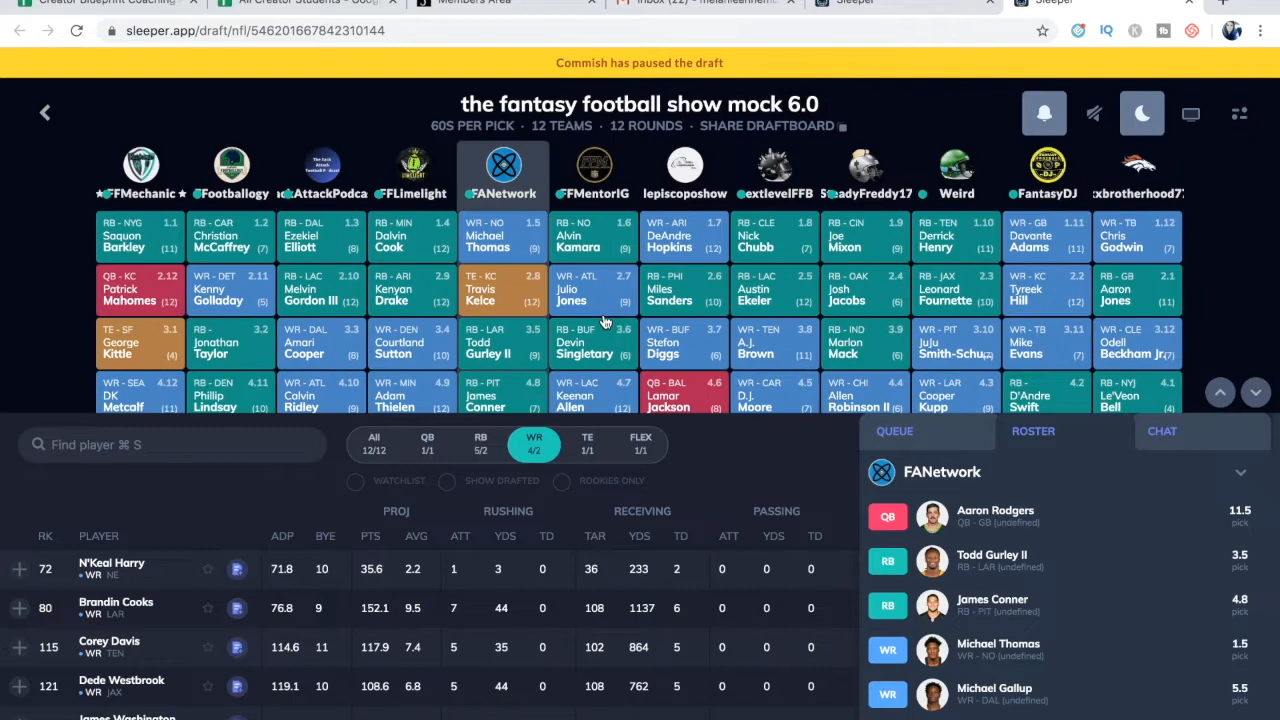 Creator Blueprint Coaching -
All Creator Students - Goog
Members Area
Inbox (22) - melanieannem
Sleeper
Sleeper
sleeper.app/draft/nfl/546201667842310144
Commish has paused the draft
the fantasy football show mock 6.0
60S PER PICK · 12 TEAMS · 12 ROUNDS · SHARE DRAFTBOARD
FFMechanic
Footballogy
AttackPodca
FFLimelight
FANetwork
FFMentorIG
lepiscoposhow
extlevelFFB
Weird
FantasyDJ
xbrotherhood77
RB - NYG 1.1
Saquon
Barkley (11)
RB - CAR 1.2
Christian
McCaffrey (7)
RB - DAL 1.3
Ezekiel
Elliott (8)
RB - MIN 1.4
Dalvin
Cook (12)
WR - NO 1.5
Michael
Thomas (9)
RB - NO 1.6
Alvin
Kamara (9)
WR - ARI 1.7
DeAndre
Hopkins (12)
RB - CLE 1.8
Nick
Chubb (7)
RB - CIN 1.9
Joe
Mixon (9)
RB - TEN 1.10
Derrick
Henry (11)
WR - GB 1.11
Davante
Adams (11)
WR - TB 1.12
Chris
Godwin (7)
QB - KC 2.12
Patrick
Mahomes (12)
WR - DET 2.11
Kenny
Golladay (5)
RB - LAC 2.10
Melvin
Gordon III (12)
RB - ARI 2.9
Kenyan
Drake (12)
TE - KC 2.8
Travis
Kelce (12)
WR - ATL 2.7
Julio
Jones (9)
RB - PHI 2.6
Miles
Sanders (10)
RB - LAC 2.5
Austin
Ekeler (12)
RB - OAK 2.4
Josh
Jacobs (6)
RB - JAX 2.3
Leonard
Fournette (10)
WR - KC 2.2
Tyreek
Hill (12)
RB - GB 2.1
Aaron
Jones (11)
TE - SF 3.1
George
Kittle (4)
RB - 3.2
Jonathan
Taylor
WR - DAL 3.3
Amari
Cooper (8)
WR - DEN 3.4
Courtland
Sutton (10)
RB - LAR 3.5
Todd
Gurley II (9)
RB - BUF 3.6
Devin
Singletary (6)
WR - BUF 3.7
Stefon
Diggs (6)
WR - TEN 3.8
A.J.
Brown (11)
RB - IND 3.9
Marlon
Mack (6)
WR - PIT 3.10
JuJu
Smith-Schu... (7)
WR - TB 3.11
Mike
Evans (7)
WR - CLE 3.12
Odell
Beckham Jr. (7)
WR - SEA 4.12
DK
Metcalf (11)
RB - DEN 4.11
Phillip
Lindsay (10)
WR - ATL 4.10
Calvin
Ridley (9)
WR - MIN 4.9
Adam
Thielen (12)
RB - PIT 4.8
James
Conner (7)
WR - LAC 4.7
Keenan
Allen (12)
QB - BAL 4.6
Lamar
Jackson (8)
WR - CAR 4.5
D.J.
Moore (7)
WR - CHI 4.4
Allen
Robinson II (6)
WR - LAR 4.3
Cooper
Kupp (9)
RB - 4.2
D'Andre
Swift
RB - NYJ 4.1
Le'Veon
Bell (4)
Find player ⌘ S
All
12/12
QB
1/1
RB
5/2
WR
4/2
TE
1/1
FLEX
1/1
WATCHLIST SHOW DRAFTED ROOKIES ONLY
PROJ RUSHING RECEIVING PASSING
RK PLAYER ADP BYE PTS AVG ATT YDS TD TAR YDS TD ATT YDS TD
72 N'Keal Harry WR NE 71.8 10 35.6 2.2 1 3 0 36 233 2 0 0 0
80 Brandin Cooks WR LAR 76.8 9 152.1 9.5 7 44 0 108 1137 6 0 0 0
115 Corey Davis WR TEN 114.6 11 117.9 7.4 5 35 0 102 864 5 0 0 0
121 Dede Westbrook WR JAX 119.1 10 108.6 6.8 5 44 0 108 762 5 0 0 0
James Washington
QUEUE ROSTER CHAT
FANetwork
QB Aaron Rodgers 11.5
QB - GB (undefined) pick
RB Todd Gurley II 3.5
RB - LAR (undefined) pick
RB James Conner 4.8
RB - PIT (undefined) pick
WR Michael Thomas 1.5
WR - NO (undefined) pick
WR Michael Gallup 5.5
WR - DAL (undefined) pick